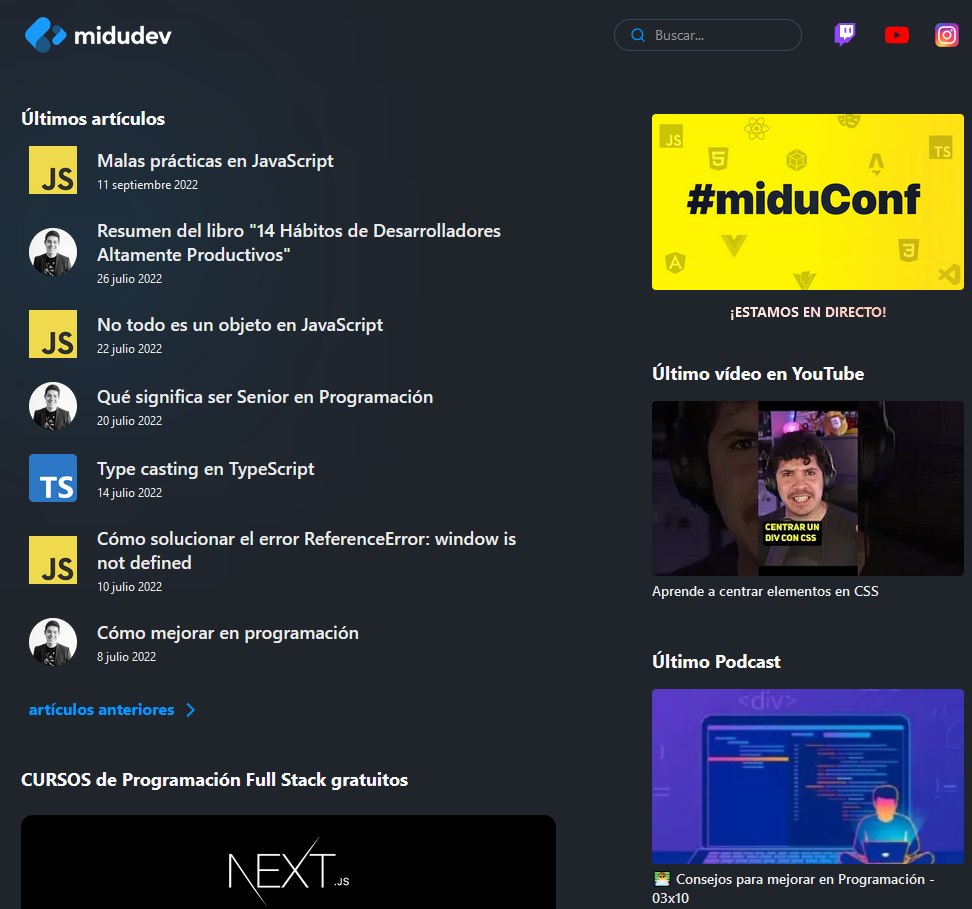 midudev
Buscar...
Últimos artículos
JS
Malas prácticas en JavaScript
11 septiembre 2022
Resumen del libro "14 Hábitos de Desarrolladores
Altamente Productivos"
26 julio 2022
JS
No todo es un objeto en JavaScript
22 julio 2022
Qué significa ser Senior en Programación
20 julio 2022
TS
Type casting en TypeScript
14 julio 2022
JS
Cómo solucionar el error ReferenceError: window is
not defined
10 julio 2022
Cómo mejorar en programación
8 julio 2022
artículos anteriores
CURSOS de Programación Full Stack gratuitos
NEXT.JS
JS
TS
#miduConf
¡ESTAMOS EN DIRECTO!
Último vídeo en YouTube
CENTRAR UN
DIV CON CSS
Aprende a centrar elementos en CSS
Último Podcast
<div>
Consejos para mejorar en Programación -
03x10